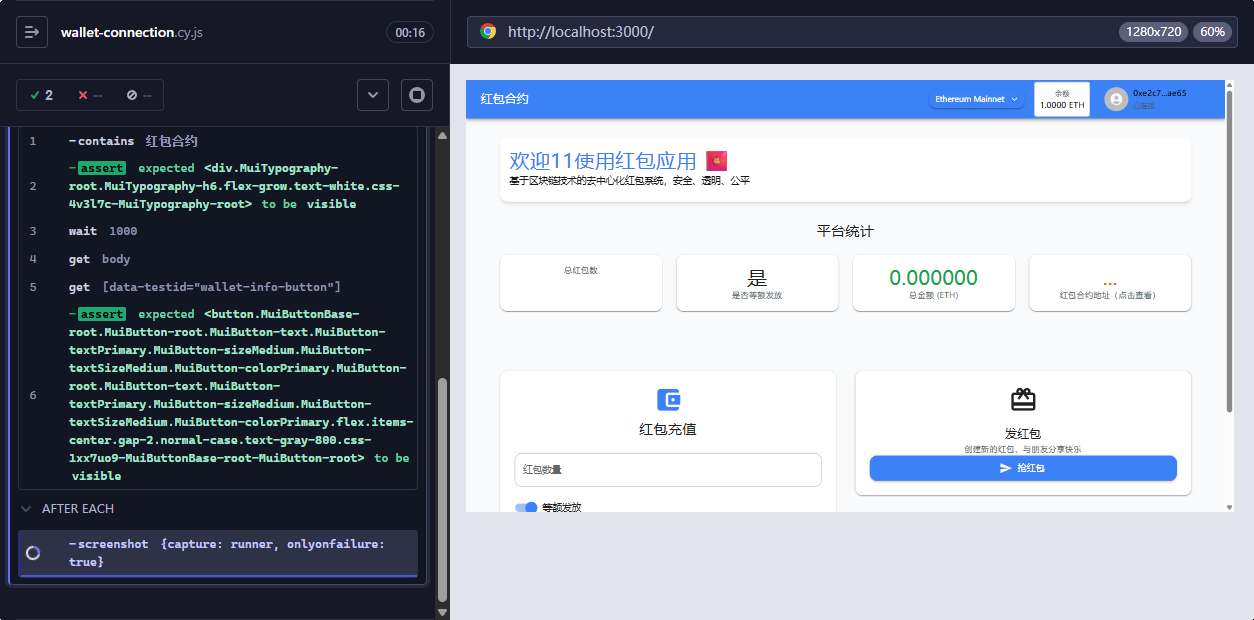 wallet-connection.cy.js
00:16
2
--
--
1
-contains 红包合约
2
-assert expected <div.MuiTypography-
root.MuiTypography-h6.flex-grow.text-white.css-
4v3l7c-MuiTypography-root> to be visible
3
wait 1000
4
get body
5
get [data-testid="wallet-info-button"]
6
-assert expected <button.MuiButtonBase-
root.MuiButton-root.MuiButton-text.MuiButton-
textPrimary.MuiButton-sizeMedium.MuiButton-
textSizeMedium.MuiButton-colorPrimary.MuiButton-
root.MuiButton-text.MuiButton-
textPrimary.MuiButton-sizeMedium.MuiButton-
textSizeMedium.MuiButton-colorPrimary.flex.items-
center.gap-2.normal-case.text-gray-800.css-
1xx7uo9-MuiButtonBase-root-MuiButton-root> to be
visible
AFTER EACH
-screenshot {capture: runner, onlyonfailure:
true}
http://localhost:3000/
1280x720
60%
红包合约
Ethereum Mainnet
余额
1.0000 ETH
0xe2c7...ae65
已连接
欢迎11使用红包应用
基于区块链技术的去中心化红包系统，安全、透明、公平
平台统计
总红包数
是
是否等额发放
0.000000
总金额 (ETH)
...
红包合约地址（点击查看）
红包充值
红包数量
等额发放
发红包
创建新的红包，与朋友分享快乐
抢红包